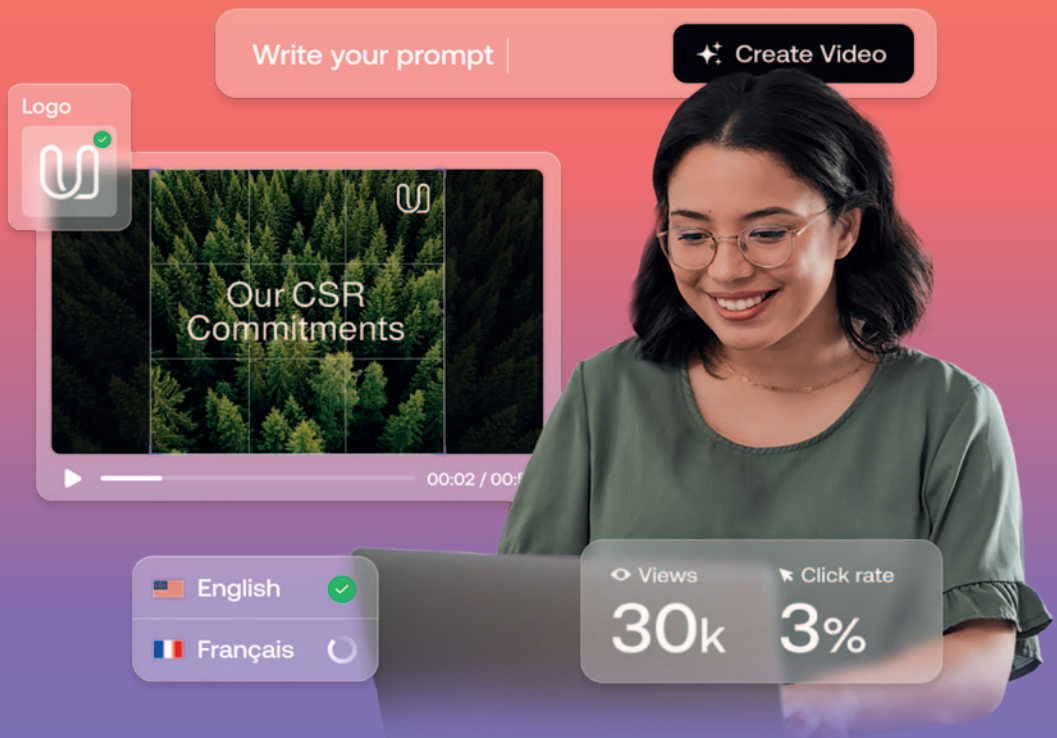 Write your prompt
Create Video
Logo
Our CSR
Commitments
00:02 / 00:
English
Français
Views
Click rate
30k
3%